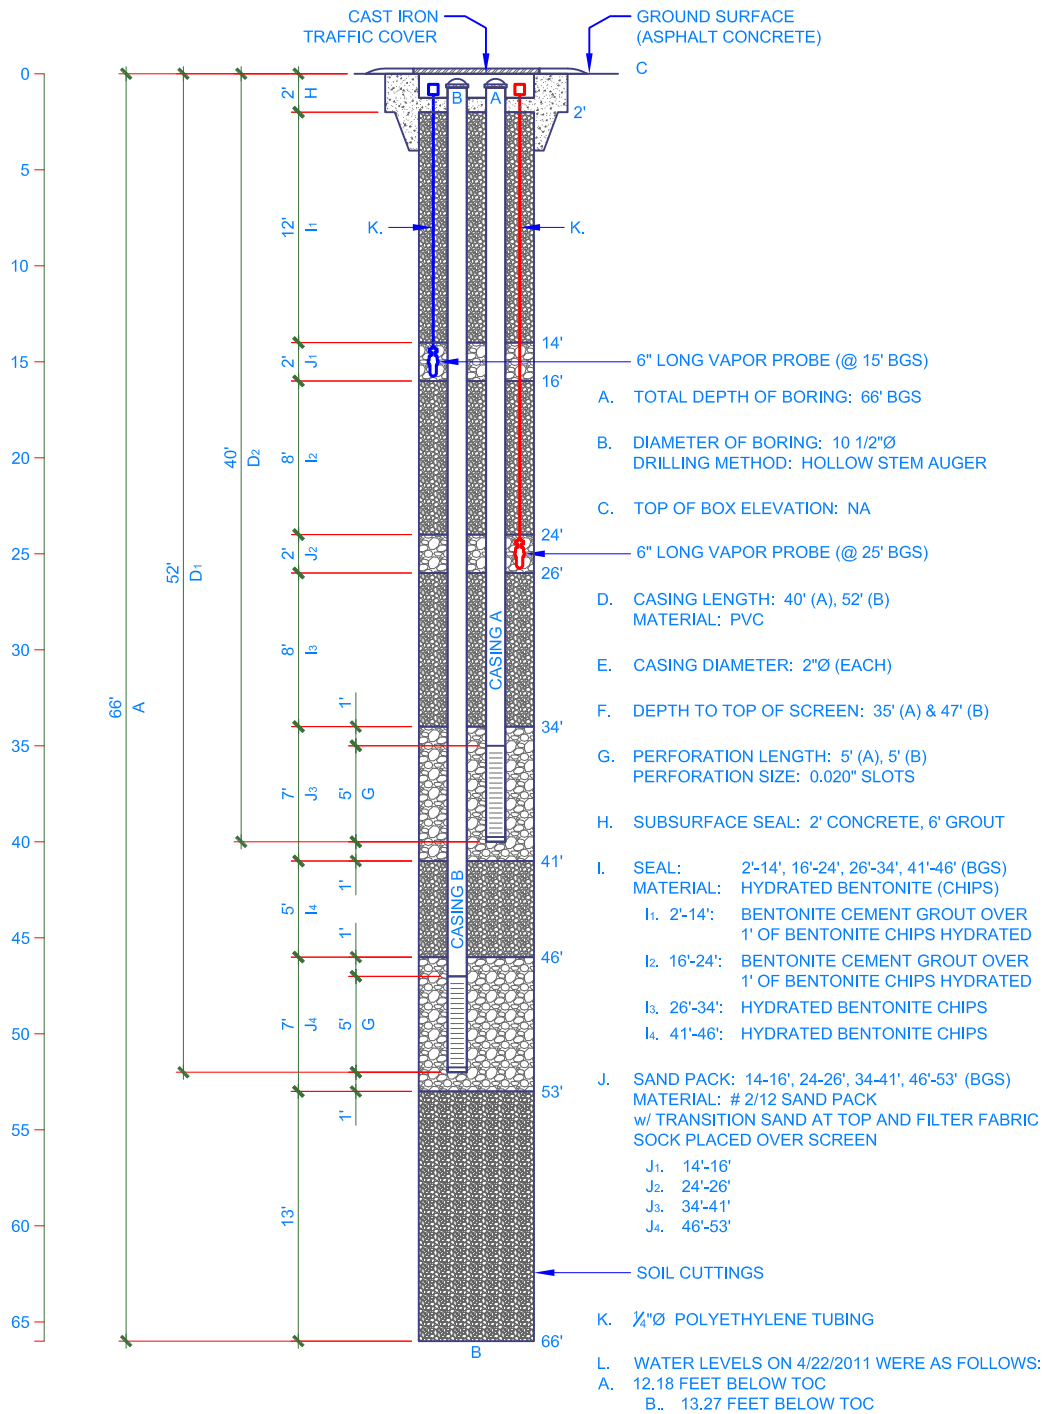 CAST IRON
TRAFFIC COVER
GROUND SURFACE
(ASPHALT CONCRETE)
C
0
5
10
15
20
25
30
35
40
45
50
55
60
65
66'
A
52'
D1
40'
D2
2'
H
12'
I1
2'
J1
8'
I2
2'
J2
8'
I3
7'
J3
5'
I4
7'
J4
13'
1'
5'
G
1'
1'
5'
G
1'
B
A
K.
K.
CASING A
CASING B
2'
14'
16'
24'
26'
34'
41'
46'
53'
66'
B
6" LONG VAPOR PROBE (@ 15' BGS)
A. TOTAL DEPTH OF BORING: 66' BGS
B. DIAMETER OF BORING: 10 1/2"Ø
DRILLING METHOD: HOLLOW STEM AUGER
C. TOP OF BOX ELEVATION: NA
6" LONG VAPOR PROBE (@ 25' BGS)
D. CASING LENGTH: 40' (A), 52' (B)
MATERIAL: PVC
E. CASING DIAMETER: 2"Ø (EACH)
F. DEPTH TO TOP OF SCREEN: 35' (A) & 47' (B)
G. PERFORATION LENGTH: 5' (A), 5' (B)
PERFORATION SIZE: 0.020" SLOTS
H. SUBSURFACE SEAL: 2' CONCRETE, 6' GROUT
I. SEAL: 2'-14', 16'-24', 26'-34', 41'-46' (BGS)
MATERIAL: HYDRATED BENTONITE (CHIPS)
I1. 2'-14': BENTONITE CEMENT GROUT OVER
1' OF BENTONITE CHIPS HYDRATED
I2. 16'-24': BENTONITE CEMENT GROUT OVER
1' OF BENTONITE CHIPS HYDRATED
I3. 26'-34': HYDRATED BENTONITE CHIPS
I4. 41'-46': HYDRATED BENTONITE CHIPS
J. SAND PACK: 14-16', 24-26', 34-41', 46'-53' (BGS)
MATERIAL: # 2/12 SAND PACK
w/ TRANSITION SAND AT TOP AND FILTER FABRIC
SOCK PLACED OVER SCREEN
J1. 14'-16'
J2. 24'-26'
J3. 34'-41'
J4. 46'-53'
SOIL CUTTINGS
K. ¼"Ø POLYETHYLENE TUBING
L. WATER LEVELS ON 4/22/2011 WERE AS FOLLOWS:
A. 12.18 FEET BELOW TOC
B.. 13.27 FEET BELOW TOC